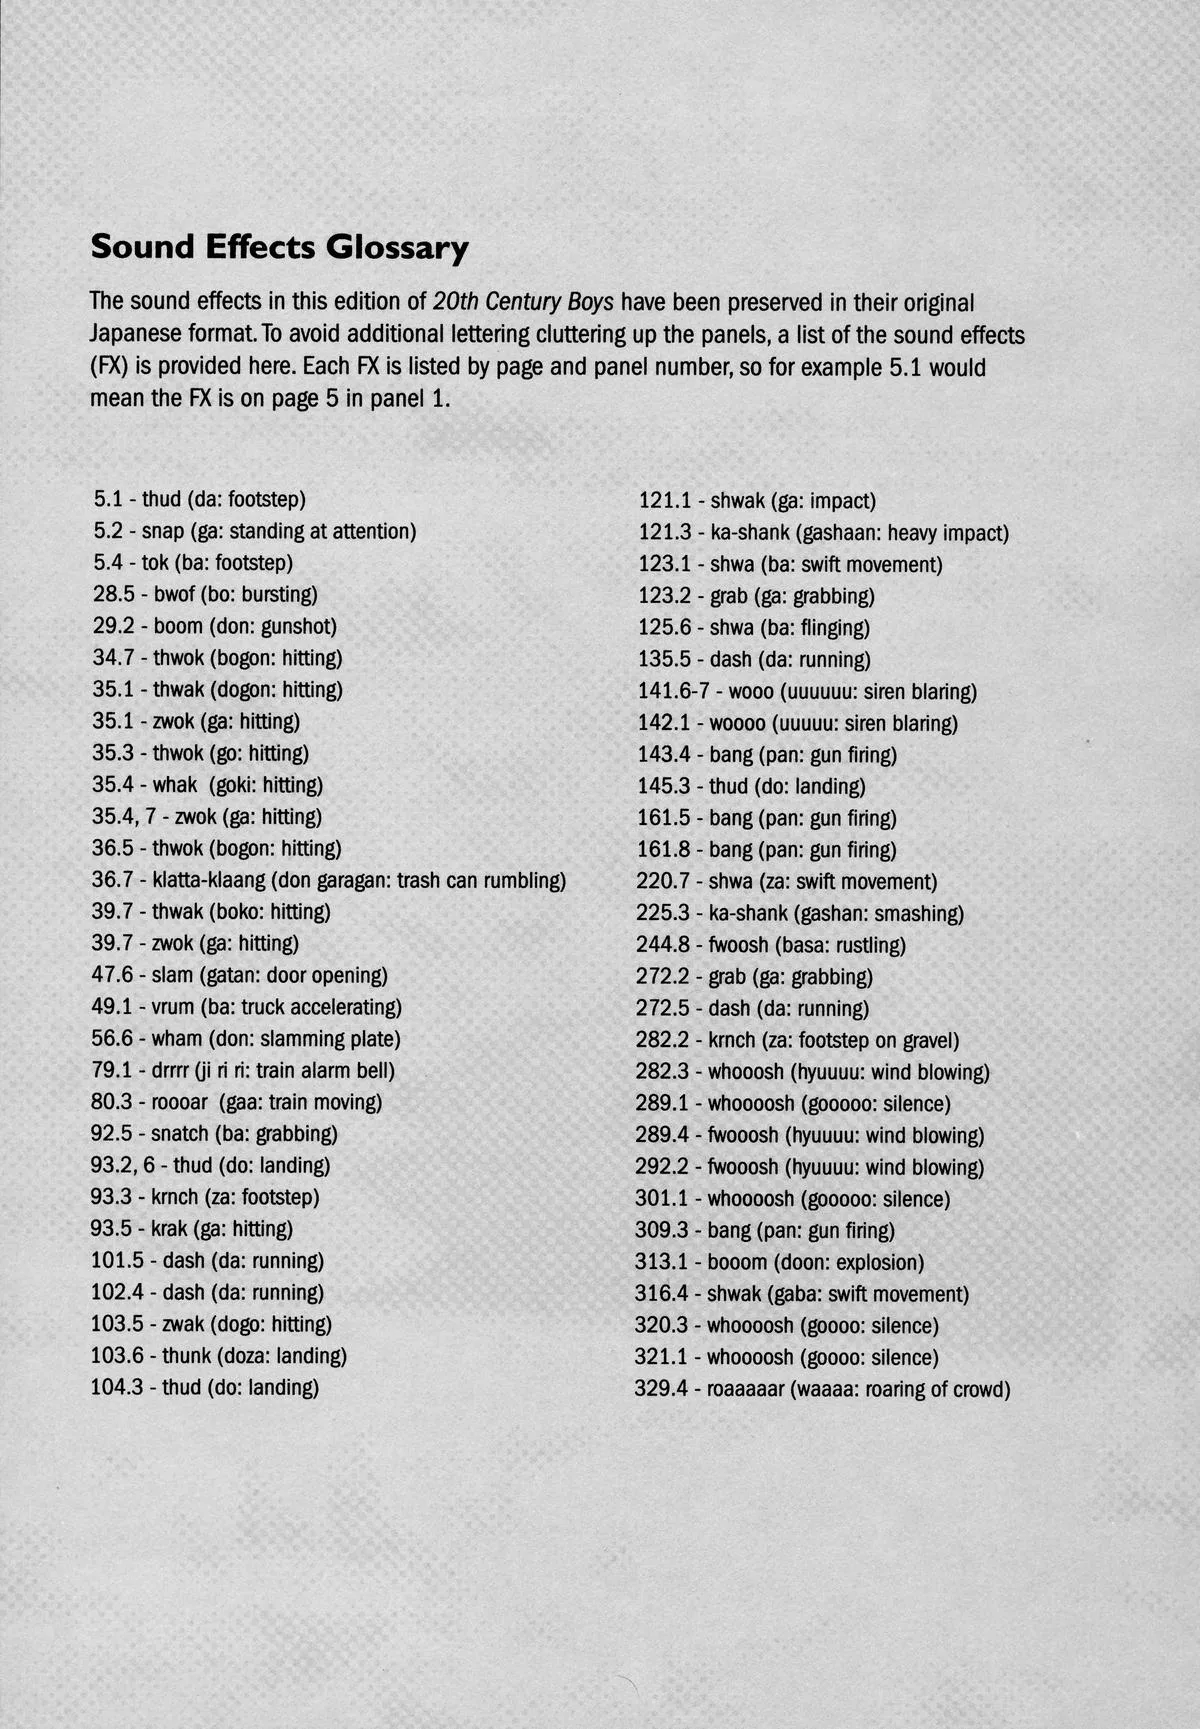 Sound Effects Glossary
The sound effects in this edition of 20th Century Boys have been preserved in their original
Japanese format. To avoid additional lettering cluttering up the panels, a list of the sound effects
(FX) is provided here. Each FX is listed by page and panel number, so for example 5.1 would
mean the FX is on page 5 in panel 1.
5.1 - thud (da: footstep)
5.2 - snap (ga: standing at attention)
5.4 - tok (ba: footstep)
28.5 - bwof (bo: bursting)
29.2 - boom (don: gunshot)
34.7 - thwok (bogon: hitting)
35.1 - thwak (dogon: hitting)
35.1 - zwok (ga: hitting)
35.3 - thwok (go: hitting)
35.4 - whak (goki: hitting)
35.4, 7 - zwok (ga: hitting)
36.5 - thwok (bogon: hitting)
36.7 - klatta-klaang (don garagan: trash can rumbling)
39.7 - thwak (boko: hitting)
39.7 - zwok (ga: hitting)
47.6 - slam (gatan: door opening)
49.1 - vrum (ba: truck accelerating)
56.6 - wham (don: slamming plate)
79.1 - drrrr (ji ri ri: train alarm bell)
80.3 - roooar (gaa: train moving)
92.5 - snatch (ba: grabbing)
93.2, 6 - thud (do: landing)
93.3 - krnch (za: footstep)
93.5 - krak (ga: hitting)
101.5 - dash (da: running)
102.4 - dash (da: running)
103.5 - zwak (dogo: hitting)
103.6 - thunk (doza: landing)
104.3 - thud (do: landing)
121.1 - shwak (ga: impact)
121.3 - ka-shank (gashaan: heavy impact)
123.1 - shwa (ba: swift movement)
123.2 - grab (ga: grabbing)
125.6 - shwa (ba: flinging)
135.5 - dash (da: running)
141.6-7 - wooo (uuuuuu: siren blaring)
142.1 - woooo (uuuuu: siren blaring)
143.4 - bang (pan: gun firing)
145.3 - thud (do: landing)
161.5 - bang (pan: gun firing)
161.8 - bang (pan: gun firing)
220.7 - shwa (za: swift movement)
225.3 - ka-shank (gashan: smashing)
244.8 - fwoosh (basa: rustling)
272.2 - grab (ga: grabbing)
272.5 - dash (da: running)
282.2 - krnch (za: footstep on gravel)
282.3 - whooosh (hyuuuu: wind blowing)
289.1 - whoooosh (gooooo: silence)
289.4 - fwooosh (hyuuuu: wind blowing)
292.2 - fwooosh (hyuuuu: wind blowing)
301.1 - whoooosh (gooooo: silence)
309.3 - bang (pan: gun firing)
313.1 - booom (doon: explosion)
316.4 - shwak (gaba: swift movement)
320.3 - whoooosh (goooo: silence)
321.1 - whoooosh (goooo: silence)
329.4 - roaaaaar (waaaa: roaring of crowd)